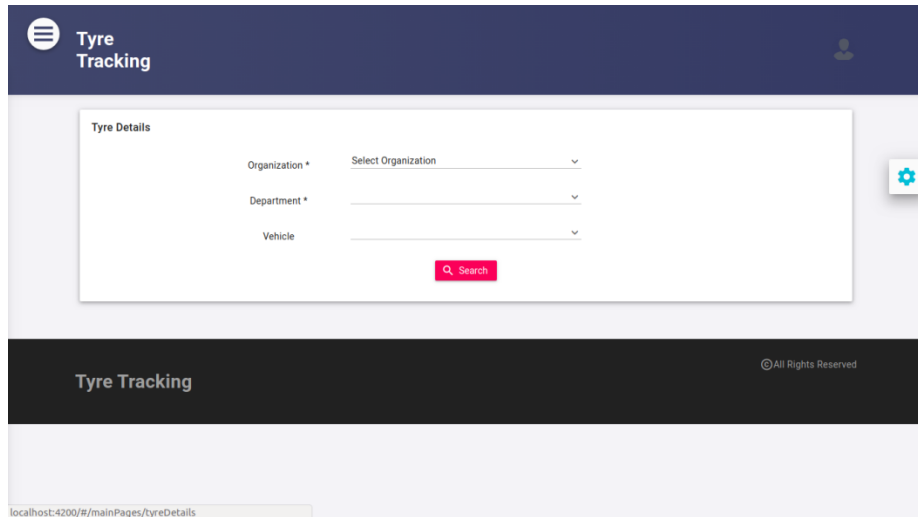 Tyre
Tracking
Tyre Details
Organization *
Select Organization
Department *
Vehicle
Search
©All Rights Reserved
Tyre Tracking
localhost:4200/#/mainPages/tyreDetails